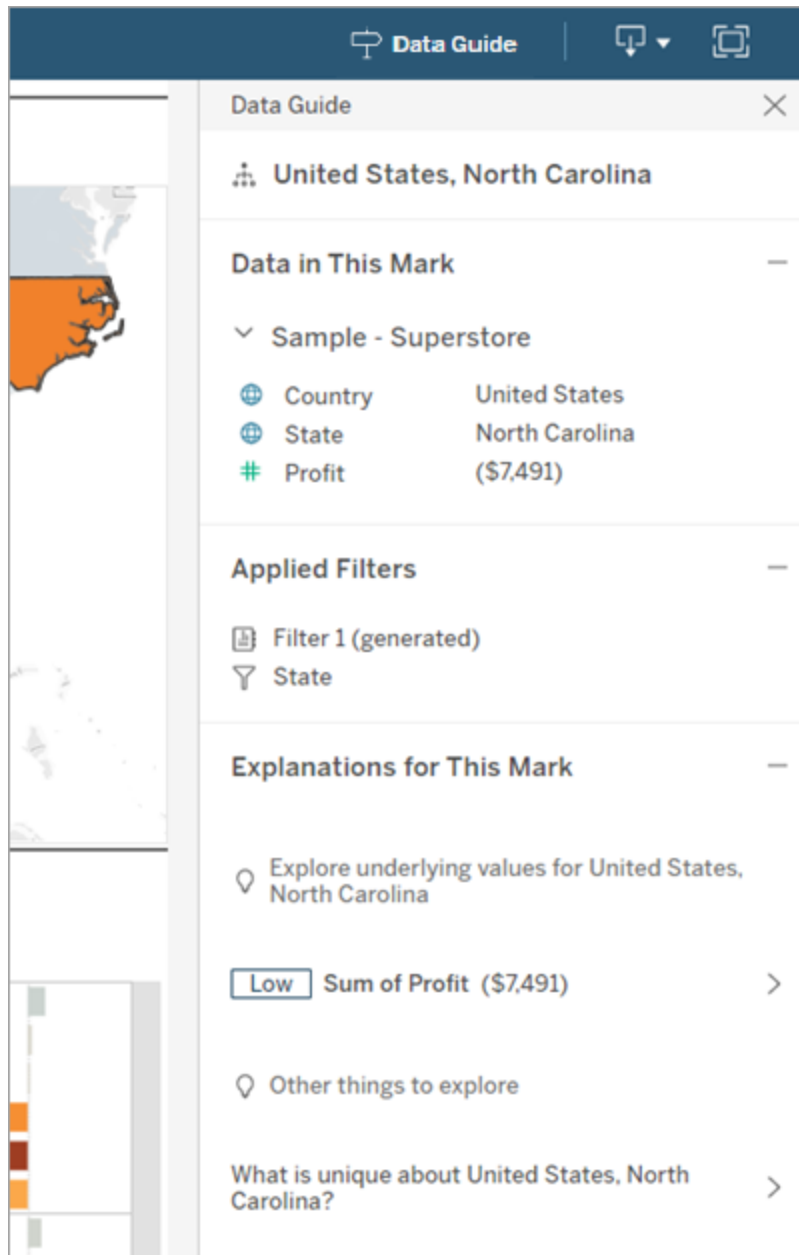 Data Guide
Data Guide
United States, North Carolina
Data in This Mark
Sample - Superstore
Country United States
State North Carolina
Profit ($7,491)
Applied Filters
Filter 1 (generated)
State
Explanations for This Mark
Explore underlying values for United States,
North Carolina
Low Sum of Profit ($7,491)
Other things to explore
What is unique about United States, North
Carolina?